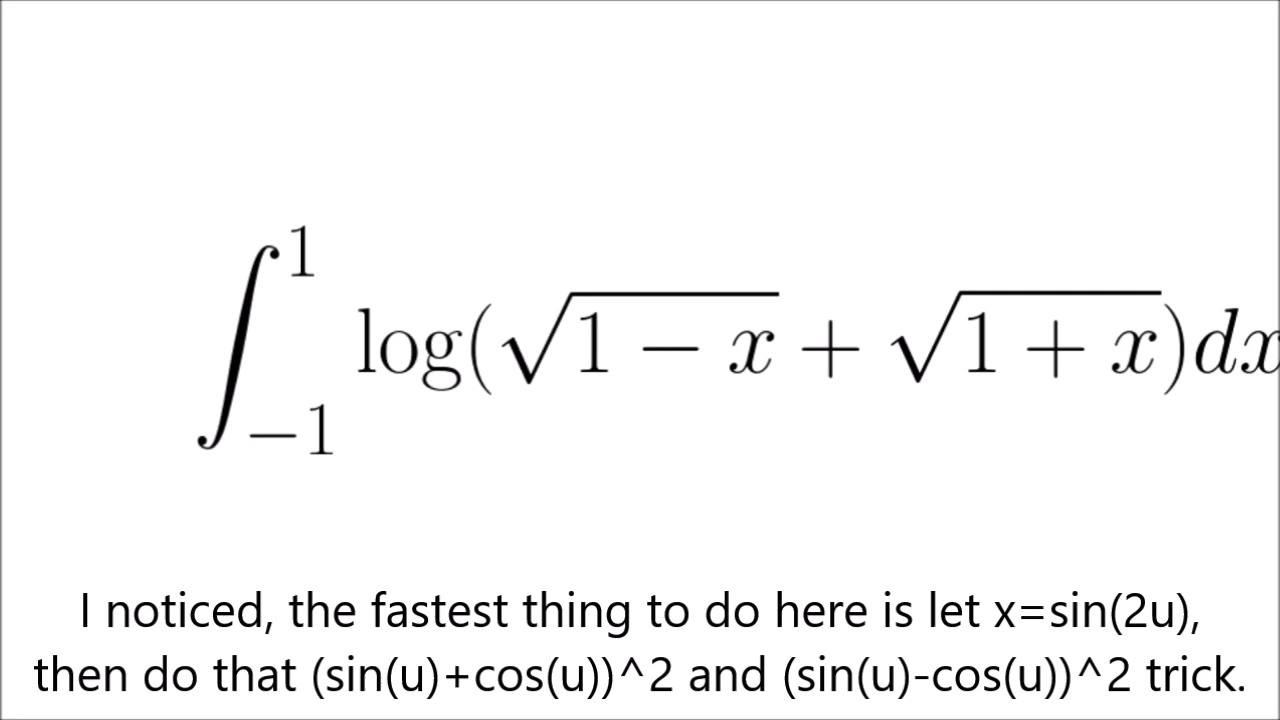 ∫_{-1}^{1} log(√(1 − x) + √(1 + x))dx
I noticed, the fastest thing to do here is let x=sin(2u),
then do that (sin(u)+cos(u))^2 and (sin(u)-cos(u))^2 trick.